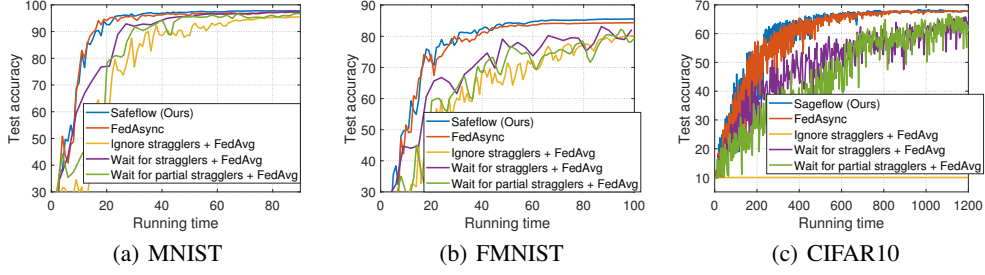 100
90
80
70
60
50
40
30
Test accuracy
0 20 40 60 80
Running time
Safeflow (Ours)
FedAsync
Ignore stragglers + FedAvg
Wait for stragglers + FedAvg
Wait for partial stragglers + FedAvg
(a) MNIST
90
80
70
60
50
40
30
Test accuracy
0 20 40 60 80 100
Running time
Safeflow (Ours)
FedAsync
Ignore stragglers + FedAvg
Wait for stragglers + FedAvg
Wait for partial stragglers + FedAvg
(b) FMNIST
70
60
50
40
30
20
10
Test accuracy
0 200 400 600 800 1000 1200
Running time
Sageflow (Ours)
FedAsync
Ignore stragglers + FedAvg
Wait for stragglers + FedAvg
Wait for partial stragglers + FedAvg
(c) CIFAR10